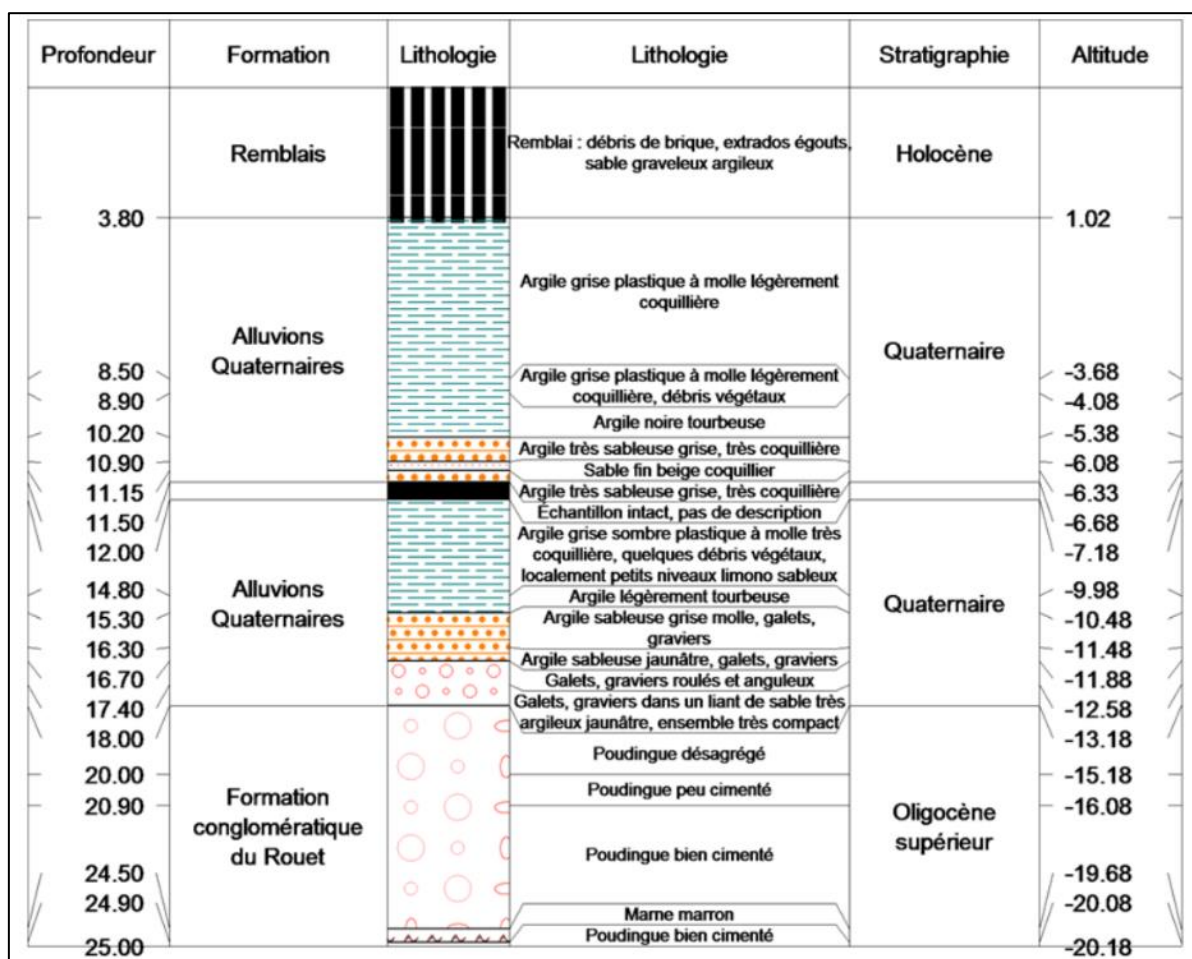 Profondeur Formation Lithologie Lithologie Stratigraphie Altitude
Remblais
Remblai : débris de brique, extrados égouts,
sable graveleux argileux
Holocène
3.80
1.02
Alluvions
Quaternaires
Argile grise plastique à molle légèrement
coquillière
Quaternaire
8.50
Argile grise plastique à molle légèrement
coquillière, débris végétaux
-3.68
8.90
-4.08
Argile noire tourbeuse
10.20
-5.38
Argile très sableuse grise, très coquillière
10.90
-6.08
Sable fin beige coquillier
11.15
Argile très sableuse grise, très coquillière
-6.33
11.50
Échantillon intact, pas de description
-6.68
12.00
-7.18
Alluvions
Quaternaires
Argile grise sombre plastique à molle très
coquillière, quelques débris végétaux,
localement petits niveaux limono sableux
Quaternaire
14.80
Argile légèrement tourbeuse
-9.98
15.30
Argile sableuse grise molle, galets,
graviers
-10.48
16.30
-11.48
Argile sableuse jaunâtre, galets, graviers
16.70
Galets, graviers roulés et anguleux
-11.88
17.40
Galets, graviers dans un liant de sable très
argileux jaunâtre, ensemble très compact
-12.58
18.00
-13.18
Poudingue désagrégé
20.00
-15.18
Poudingue peu cimenté
20.90
-16.08
Formation
conglomératique
du Rouet
Poudingue bien cimenté
Oligocène
supérieur
24.50
-19.68
24.90
Marne marron
-20.08
25.00
Poudingue bien cimenté
-20.18